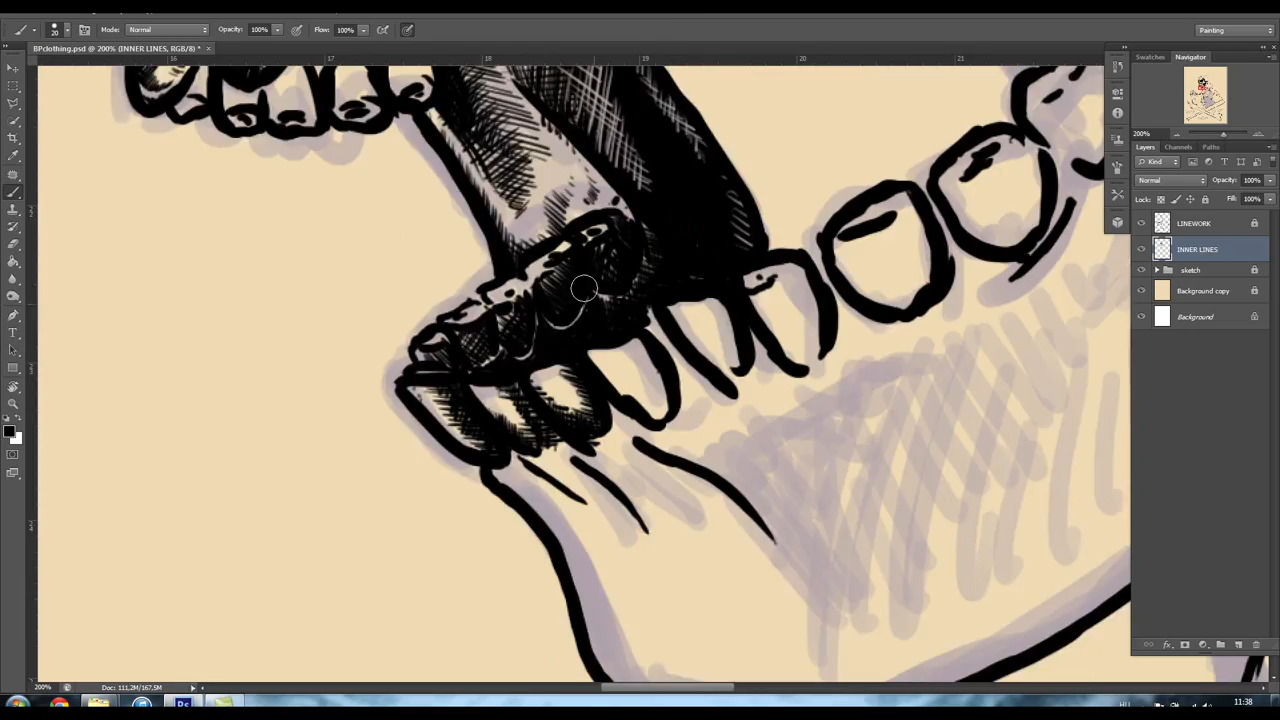 20 Mode: Normal Opacity: 100% Flow: 100% Painting
BPclothing.psd @ 200% (INNER LINES, RGB/8) * ×
16 17 18 19 20 21
Swatches Navigator
200%
Layers Channels Paths
Kind
Normal Opacity: 100%
Lock: Fill: 100%
LINEWORK
INNER LINES
sketch
Background copy
Background
200% Doc: 111,2M/167,5M
HU 11:38